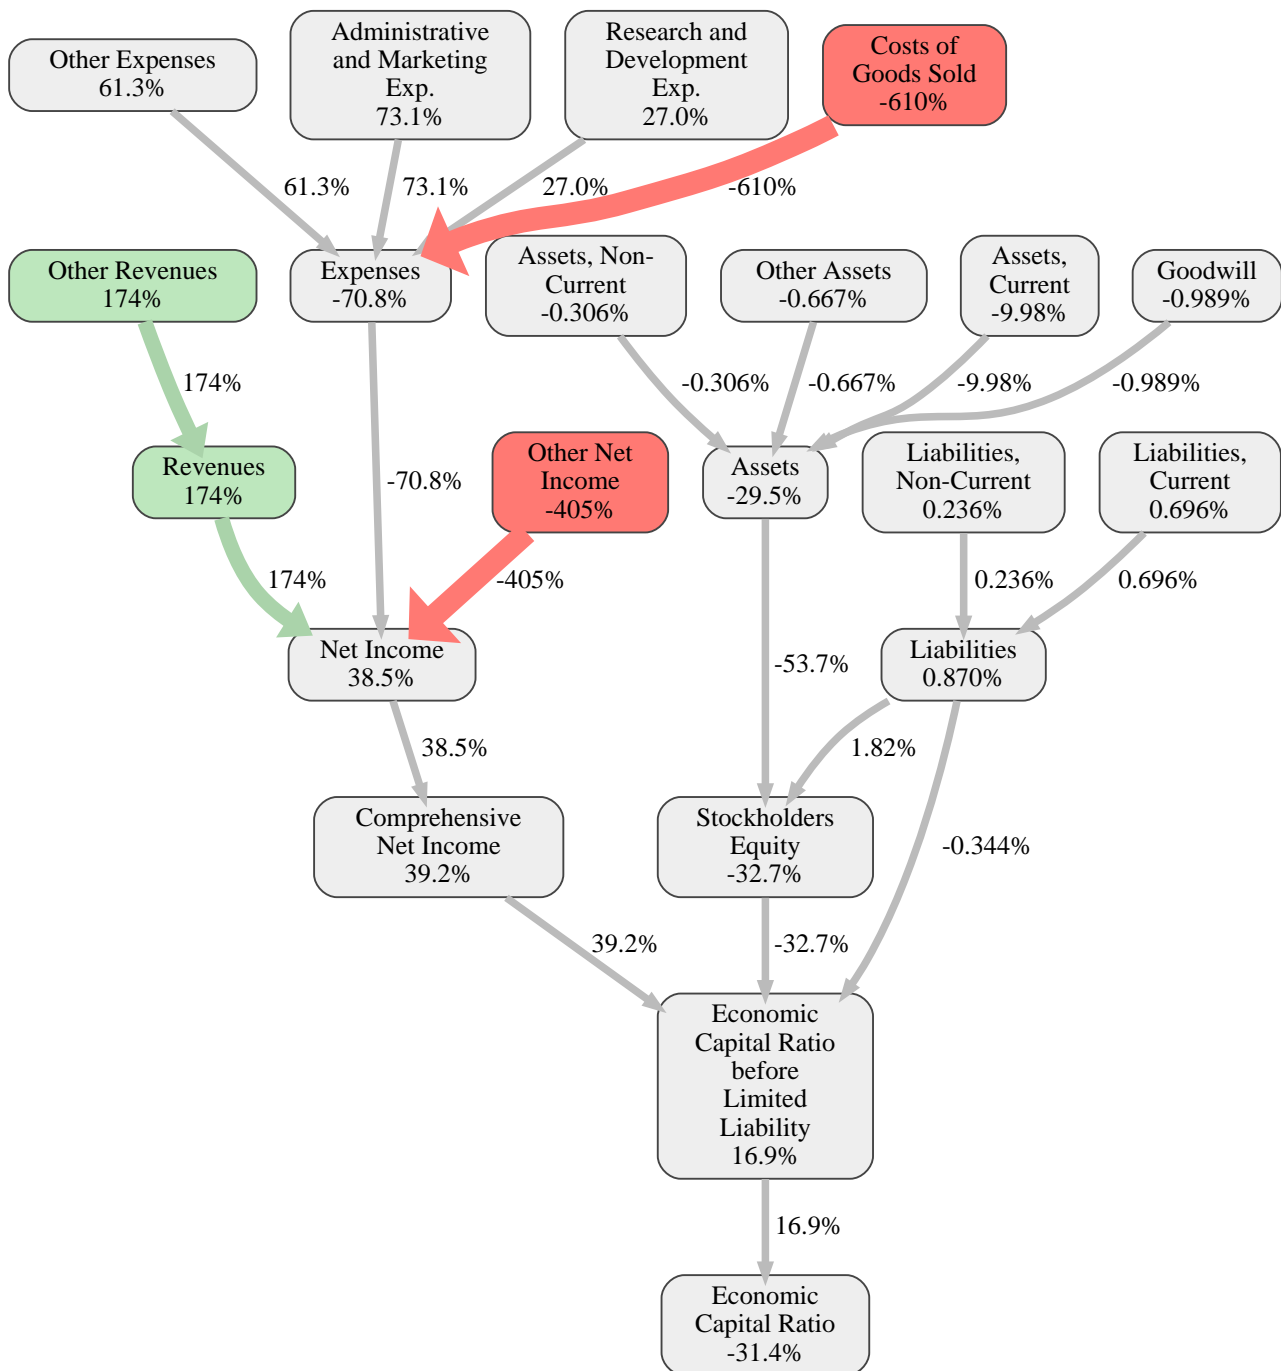 Other Expenses
61.3%
Administrative
and Marketing
Exp.
73.1%
Research and
Development
Exp.
27.0%
Costs of
Goods Sold
-610%
61.3%
73.1%
27.0%
-610%
Other Revenues
174%
Expenses
-70.8%
Assets, Non-
Current
-0.306%
Other Assets
-0.667%
Assets,
Current
-9.98%
Goodwill
-0.989%
174%
-0.306%
-0.667%
-9.98%
-0.989%
Revenues
174%
-70.8%
Other Net
Income
-405%
Assets
-29.5%
Liabilities,
Non-Current
0.236%
Liabilities,
Current
0.696%
174%
-405%
0.236%
0.696%
Net Income
38.5%
-53.7%
Liabilities
0.870%
38.5%
1.82%
Comprehensive
Net Income
39.2%
Stockholders
Equity
-32.7%
-0.344%
39.2%
-32.7%
Economic
Capital Ratio
before
Limited
Liability
16.9%
16.9%
Economic
Capital Ratio
-31.4%